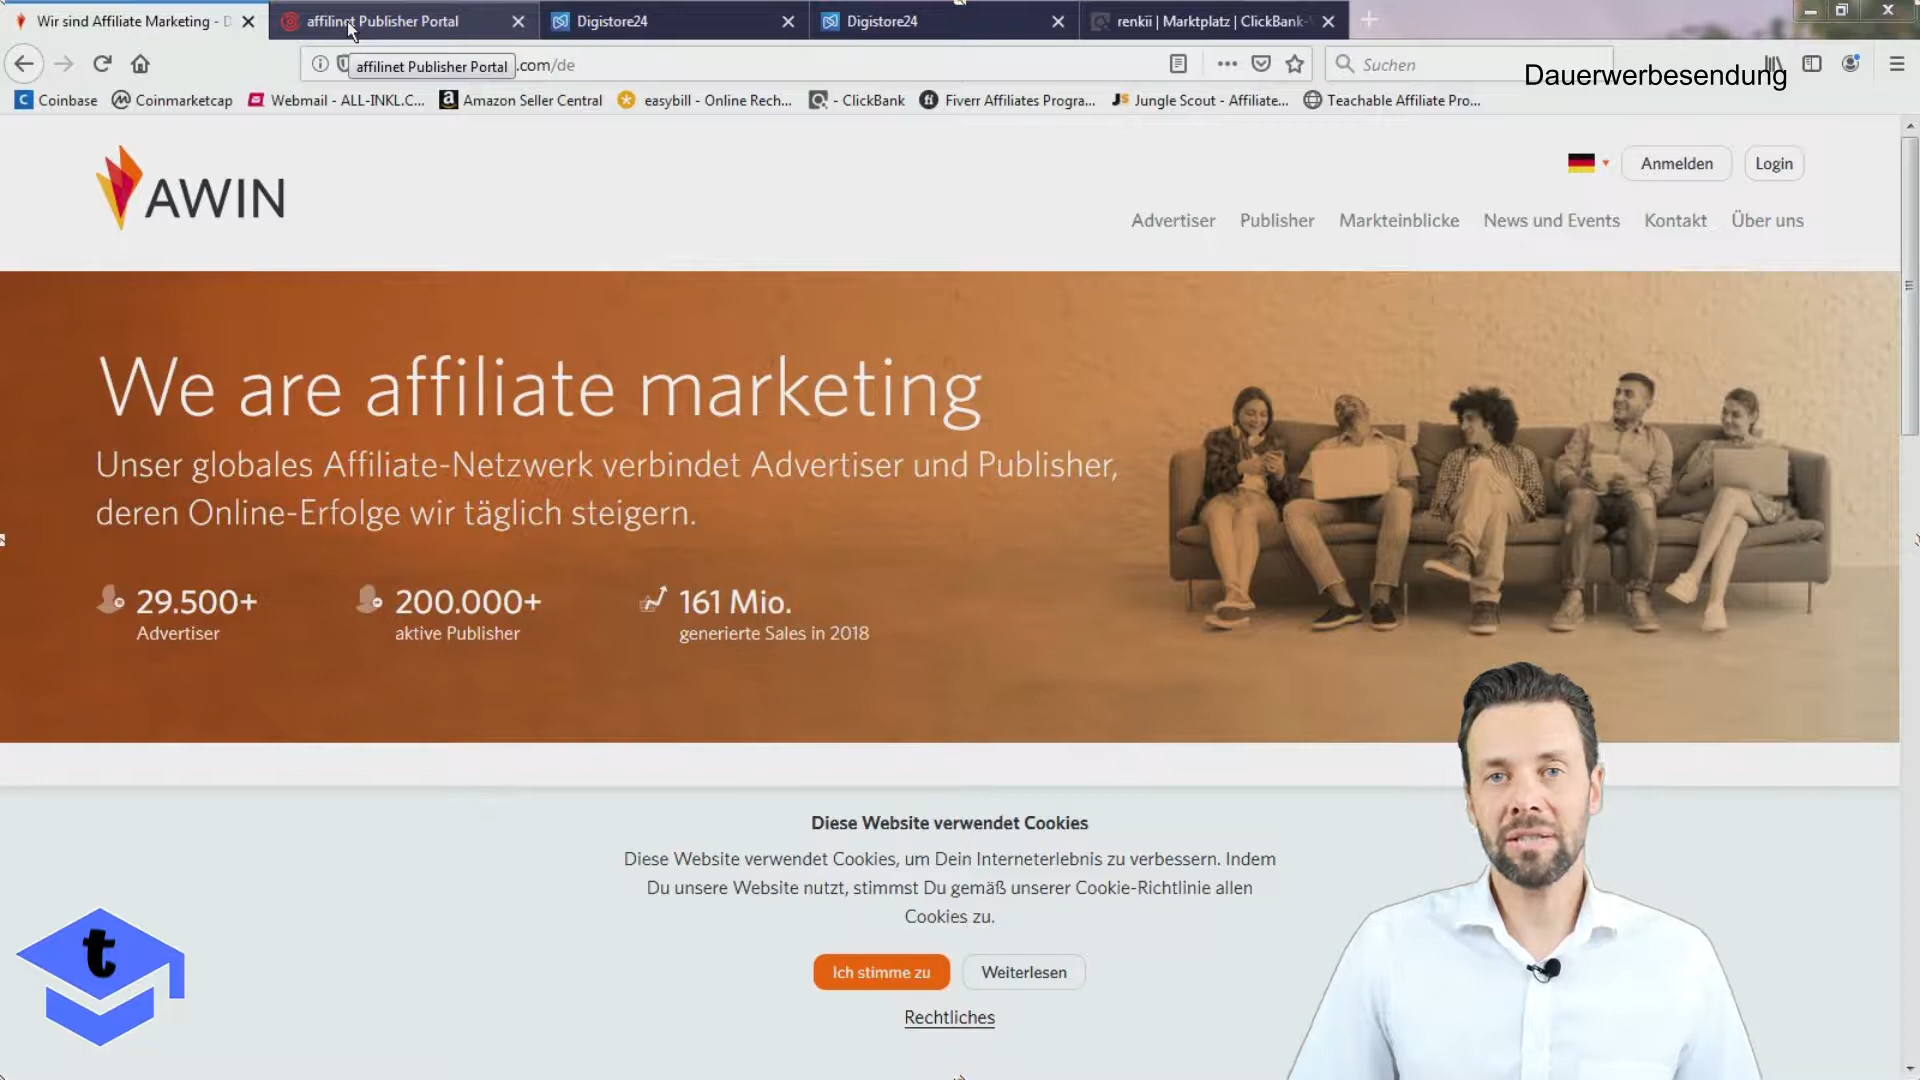 Wir sind Affiliate Marketing - D
affilinet Publisher Portal
Digistore24
Digistore24
renkii | Marktplatz | ClickBank-
affilinet Publisher Portal
.com/de
Suchen
Dauerwerbesendung
Coinbase
Coinmarketcap
Webmail - ALL-INKL.C...
Amazon Seller Central
easybill - Online Rech...
- ClickBank
Fiverr Affiliates Progra...
Jungle Scout - Affiliate...
Teachable Affiliate Pro...
AWIN
Anmelden
Login
Advertiser
Publisher
Markteinblicke
News und Events
Kontakt
Über uns
We are affiliate marketing
Unser globales Affiliate-Netzwerk verbindet Advertiser und Publisher,
deren Online-Erfolge wir täglich steigern.
29.500+
Advertiser
200.000+
aktive Publisher
161 Mio.
generierte Sales in 2018
Diese Website verwendet Cookies
Diese Website verwendet Cookies, um Dein Interneterlebnis zu verbessern. Indem
Du unsere Website nutzt, stimmst Du gemäß unserer Cookie-Richtlinie allen
Cookies zu.
Ich stimme zu
Weiterlesen
Rechtliches
t